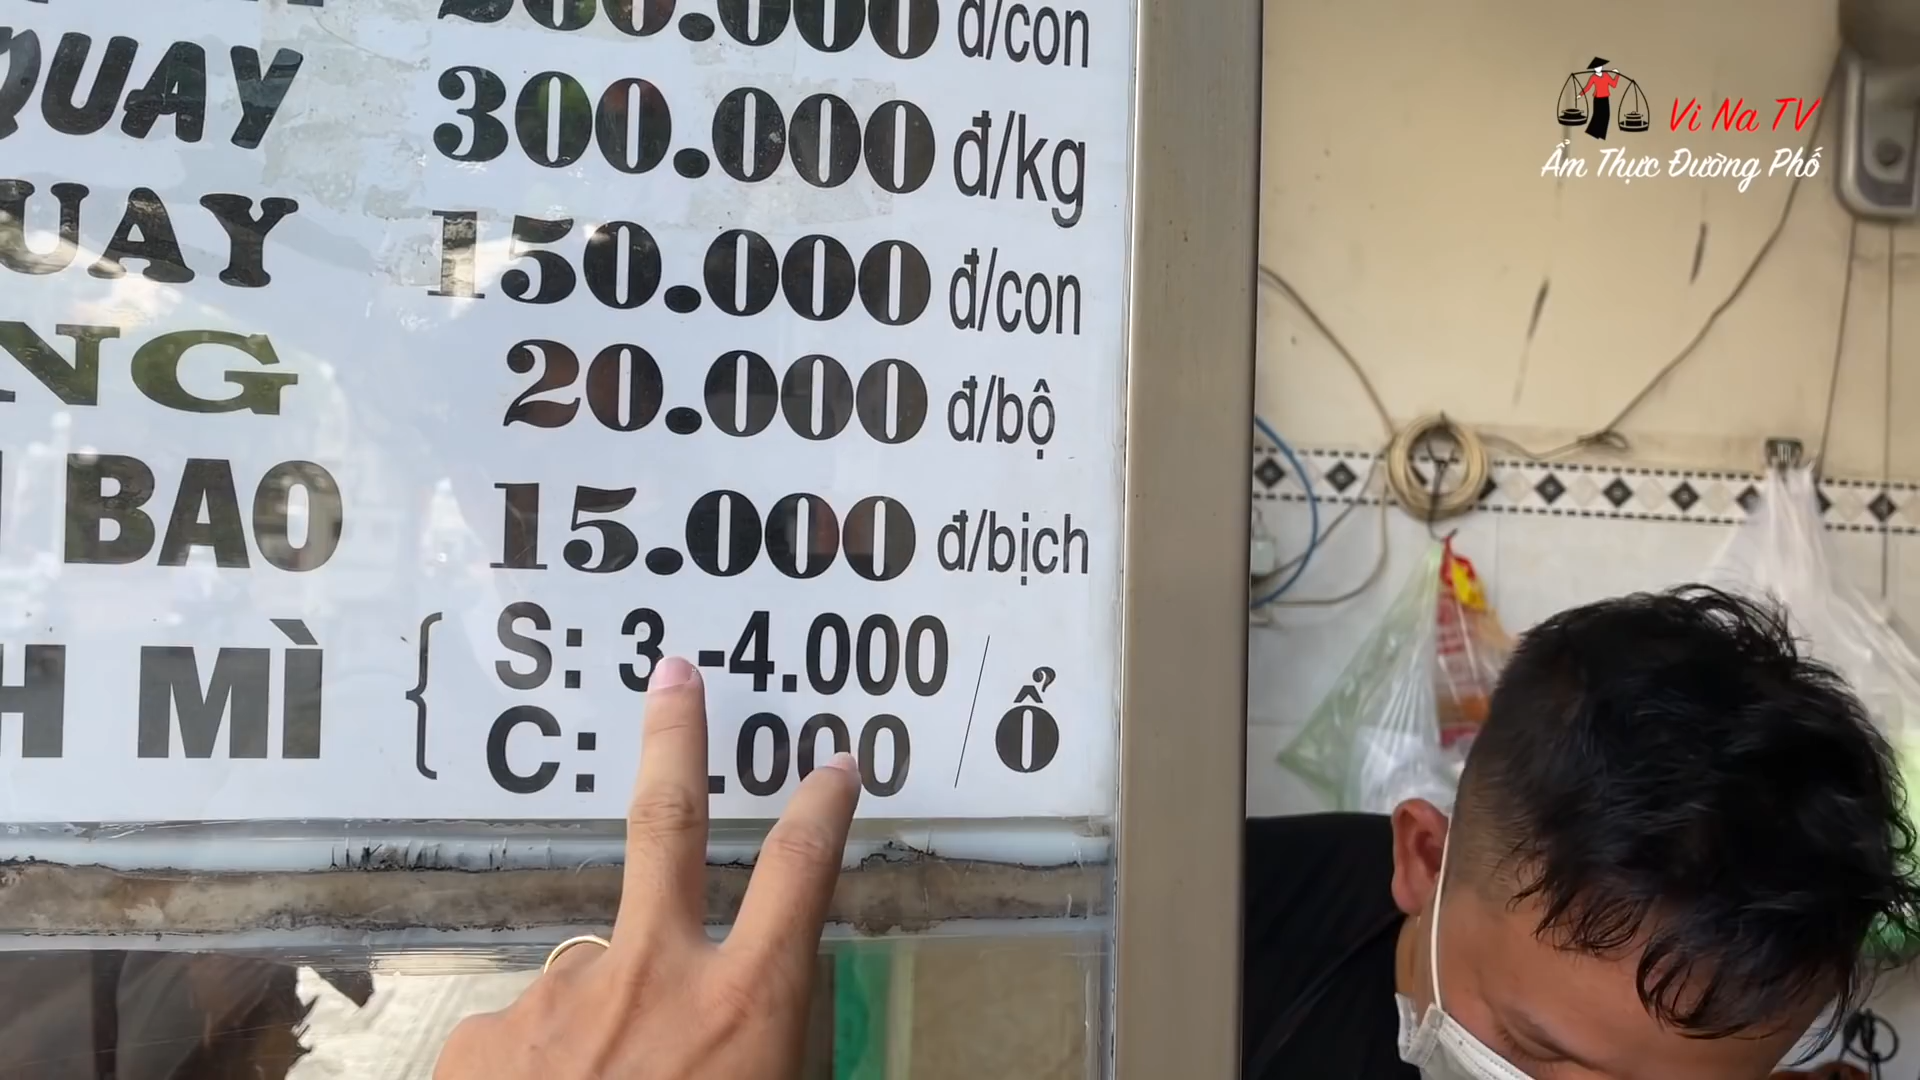 đ/con
QUAY 300.000 đ/kg
UAY 150.000 đ/con
NG 20.000 đ/bộ
BAO 15.000 đ/bịch
H MÌ { S: 3 -4.000 / ổ
C: .000
Vi Na TV
Ẩm Thực Đường Phố